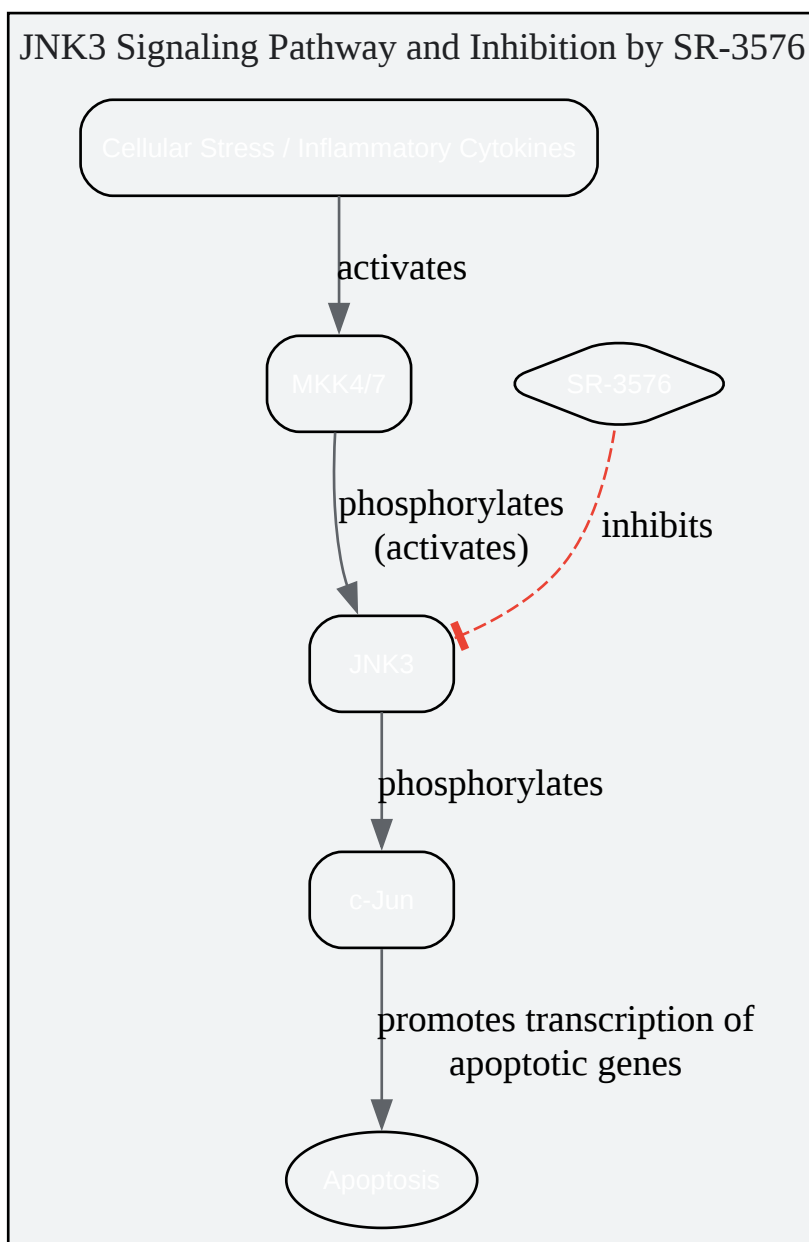 JNK3 Signaling Pathway and Inhibition by SR-3576
Cellular Stress / Inflammatory Cytokines
activates
MKK4/7
SR-3576
phosphorylates
(activates)
inhibits
JNK3
phosphorylates
c-Jun
promotes transcription of
apoptotic genes
Apoptosis